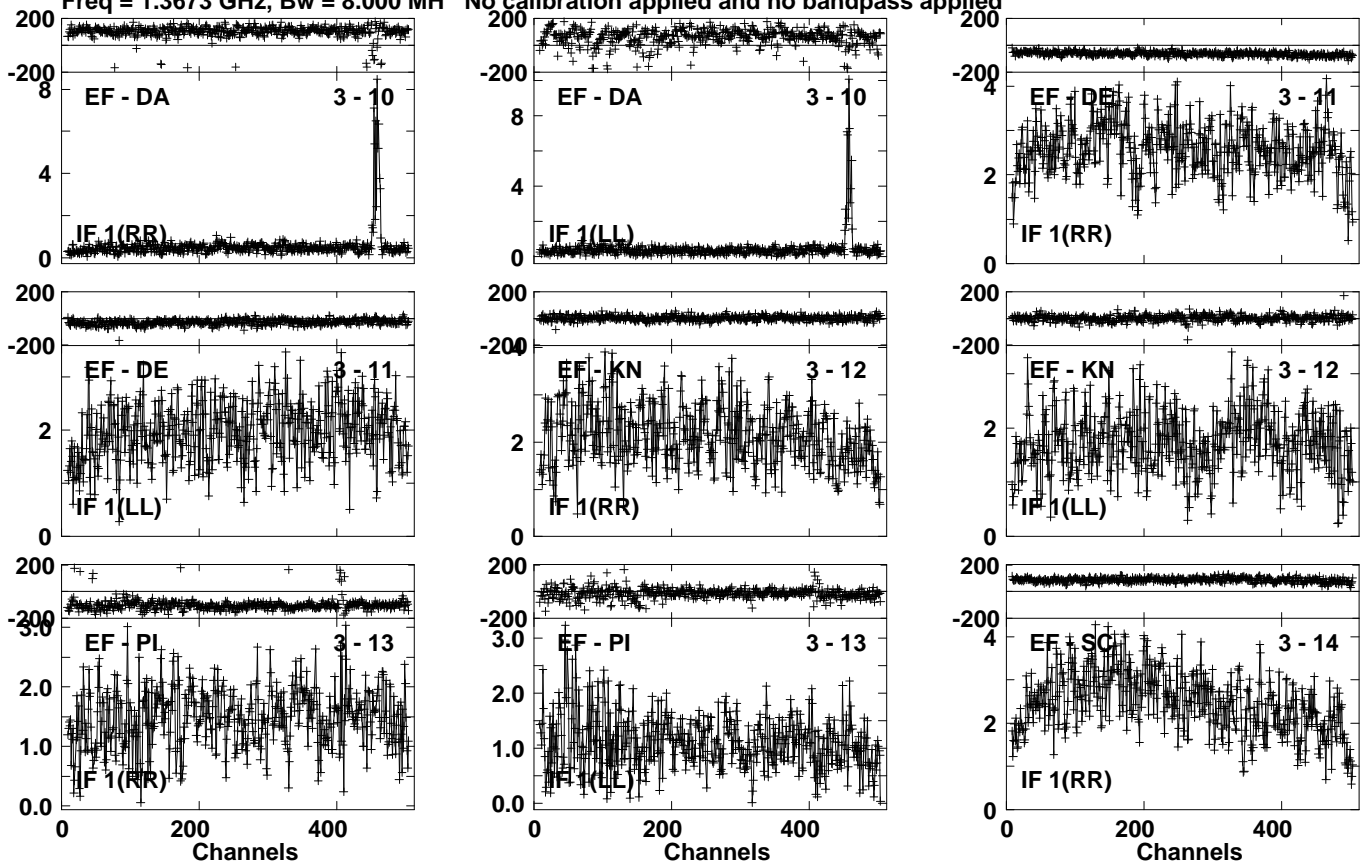 Freq = 1.3673 GHz, Bw = 8.000 MH No calibration applied and no bandpass applied
200
-200
EF - DA 3 - 10
8
4
0
IF 1(RR)
-200
EF - DA 3 - 10
8
4
0
IF 1(LL)
-200
EF - DE 3 - 11
4
2
0
IF 1(RR)
200
-200
EF - DE 3 - 11
2
0
IF 1(LL)
200
-200
EF - KN 3 - 12
4
2
0
IF 1(RR)
200
-200
EF - KN 3 - 12
2
0
IF 1(LL)
200
-200
EF - PI 3 - 13
3.0
2.0
1.0
0.0
IF 1(RR)
0 200 400
Channels
200
-200
EF - PI 3 - 13
3.0
2.0
1.0
0.0
IF 1(LL)
0 200 400
Channels
200
-200
EF - SC 3 - 14
4
2
0
IF 1(RR)
0 200 400
Channels